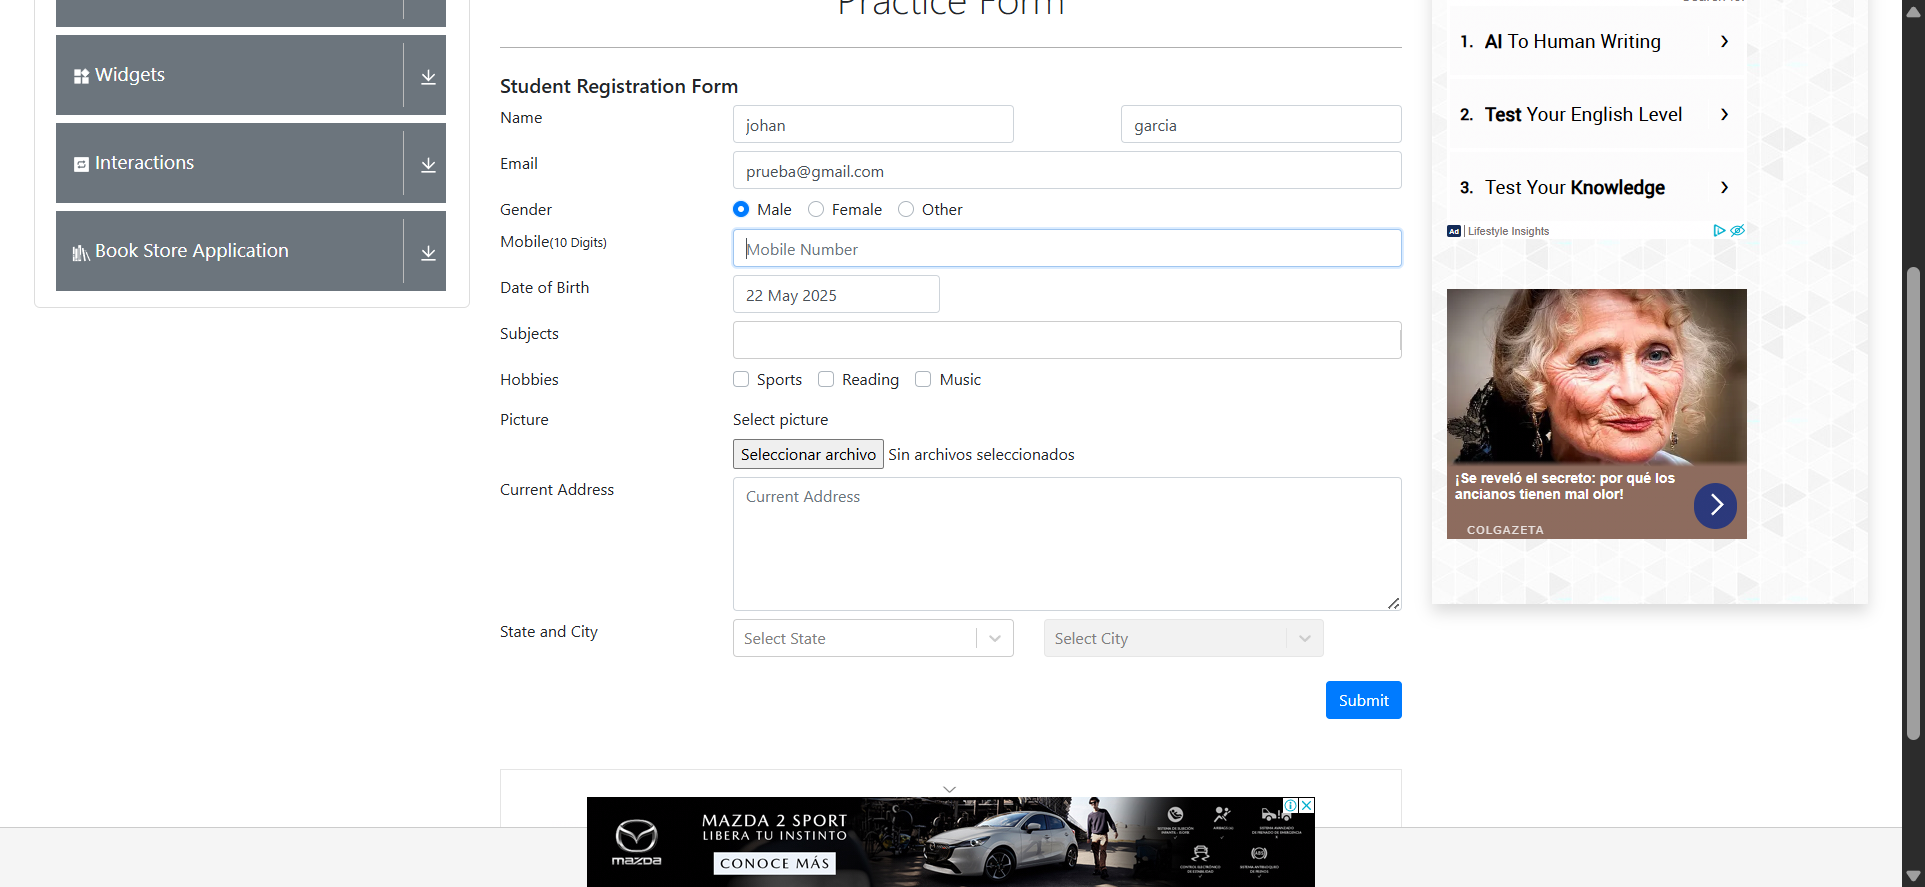 Practice Form
Widgets
Interactions
Book Store Application
Student Registration Form
Name
johan
garcia
Email
prueba@gmail.com
Gender
Male
Female
Other
Mobile(10 Digits)
Mobile Number
Date of Birth
22 May 2025
Subjects
Hobbies
Sports
Reading
Music
Picture
Select picture
Seleccionar archivo
Sin archivos seleccionados
Current Address
Current Address
State and City
Select State
Select City
Submit
1. AI To Human Writing
2. Test Your English Level
3. Test Your Knowledge
Ad
Lifestyle Insights
¡Se reveló el secreto: por qué los
ancianos tienen mal olor!
COLGAZETA
mazda
MAZDA 2 SPORT
LIBERA TU INSTINTO
CONOCE MÁS